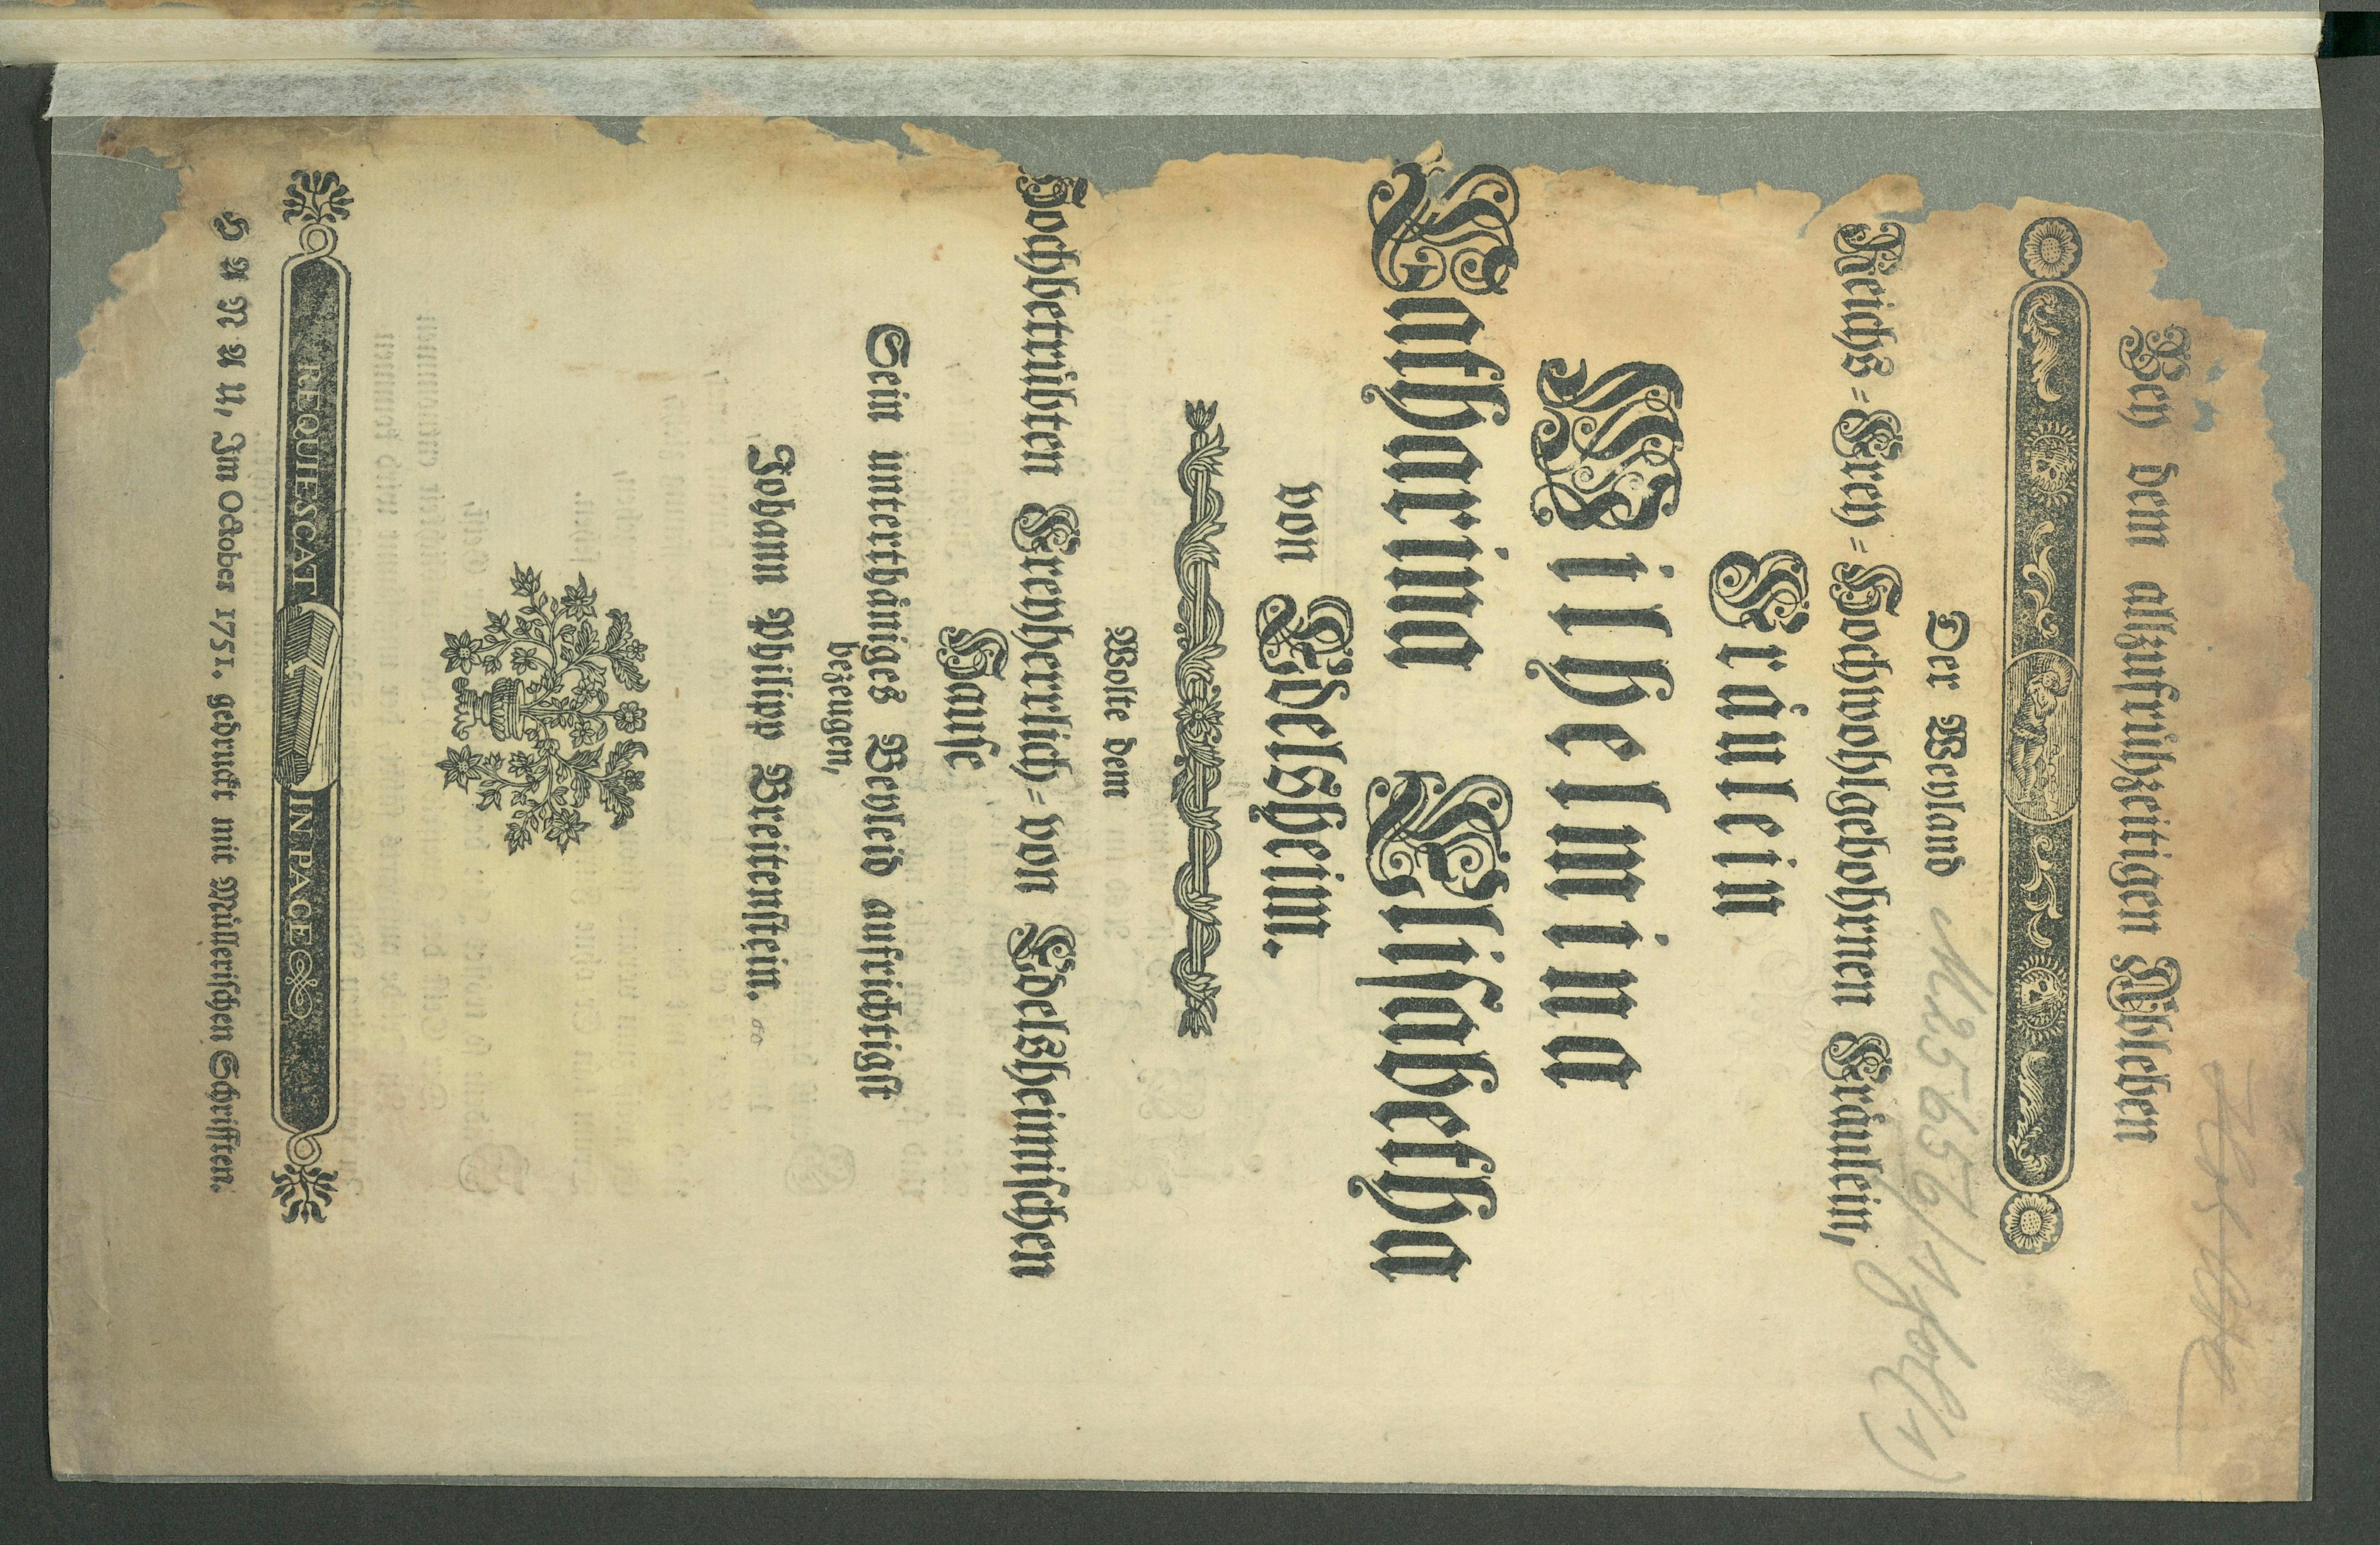 Bey dem allzufrühzeitigen Ableben
Der Weyland
Reichs-Frey-Hochwohlgebohrnen Fräulein,
Fräulein
Wilhelmina
Catharina Elisabetha
von Edelsheim.
Wolte dem
Hochbetrübten Freyherrlich-von Edelsheimischen
Hause
Sein unterthäniges Beyleid aufrichtigst
bezeugen,
Johann Philipp Breitenstein.
REQUIESCAT IN PACE
HANAU, Im October 1751. gedruckt mit Müllerischen Schrifften.